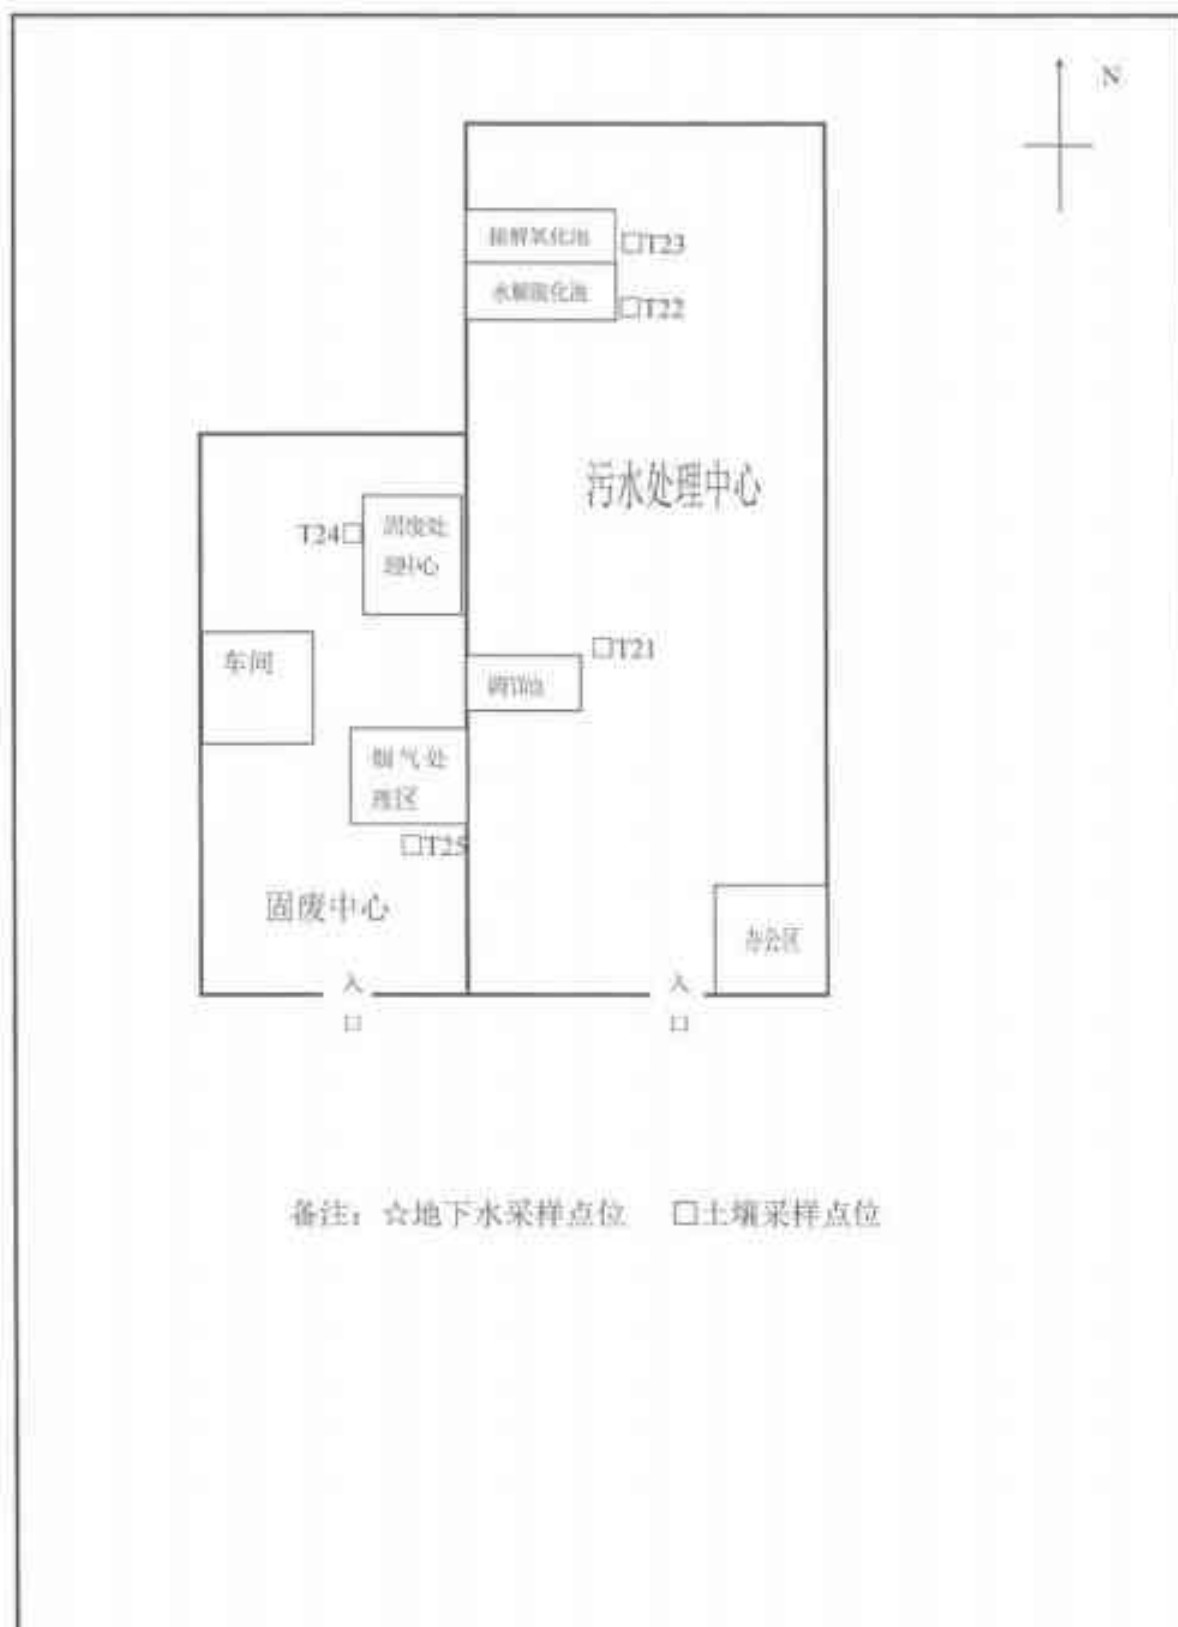 N
接触氧化池
□T23
水解酸化池
□T22
污水处理中心
T24□
固废处
理中心
□T21
车间
调节池
烟气处
理区
□T25
固废中心
办公区
入
口
入
口
备注：☆地下水采样点位 □土壤采样点位